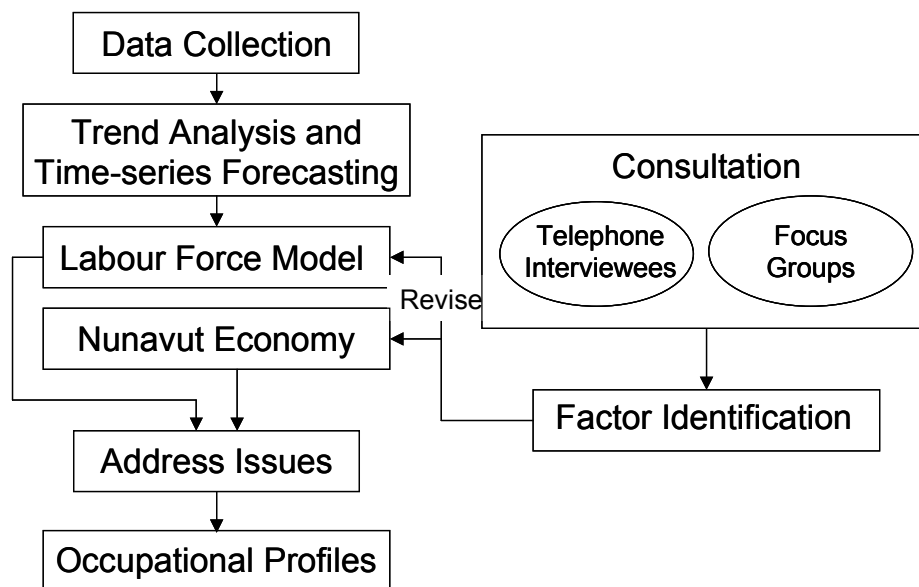 Data Collection
Trend Analysis and
Time-series Forecasting
Labour Force Model
Nunavut Economy
Address Issues
Occupational Profiles
Revise
Consultation
Telephone
Interviewees
Focus
Groups
Factor Identification